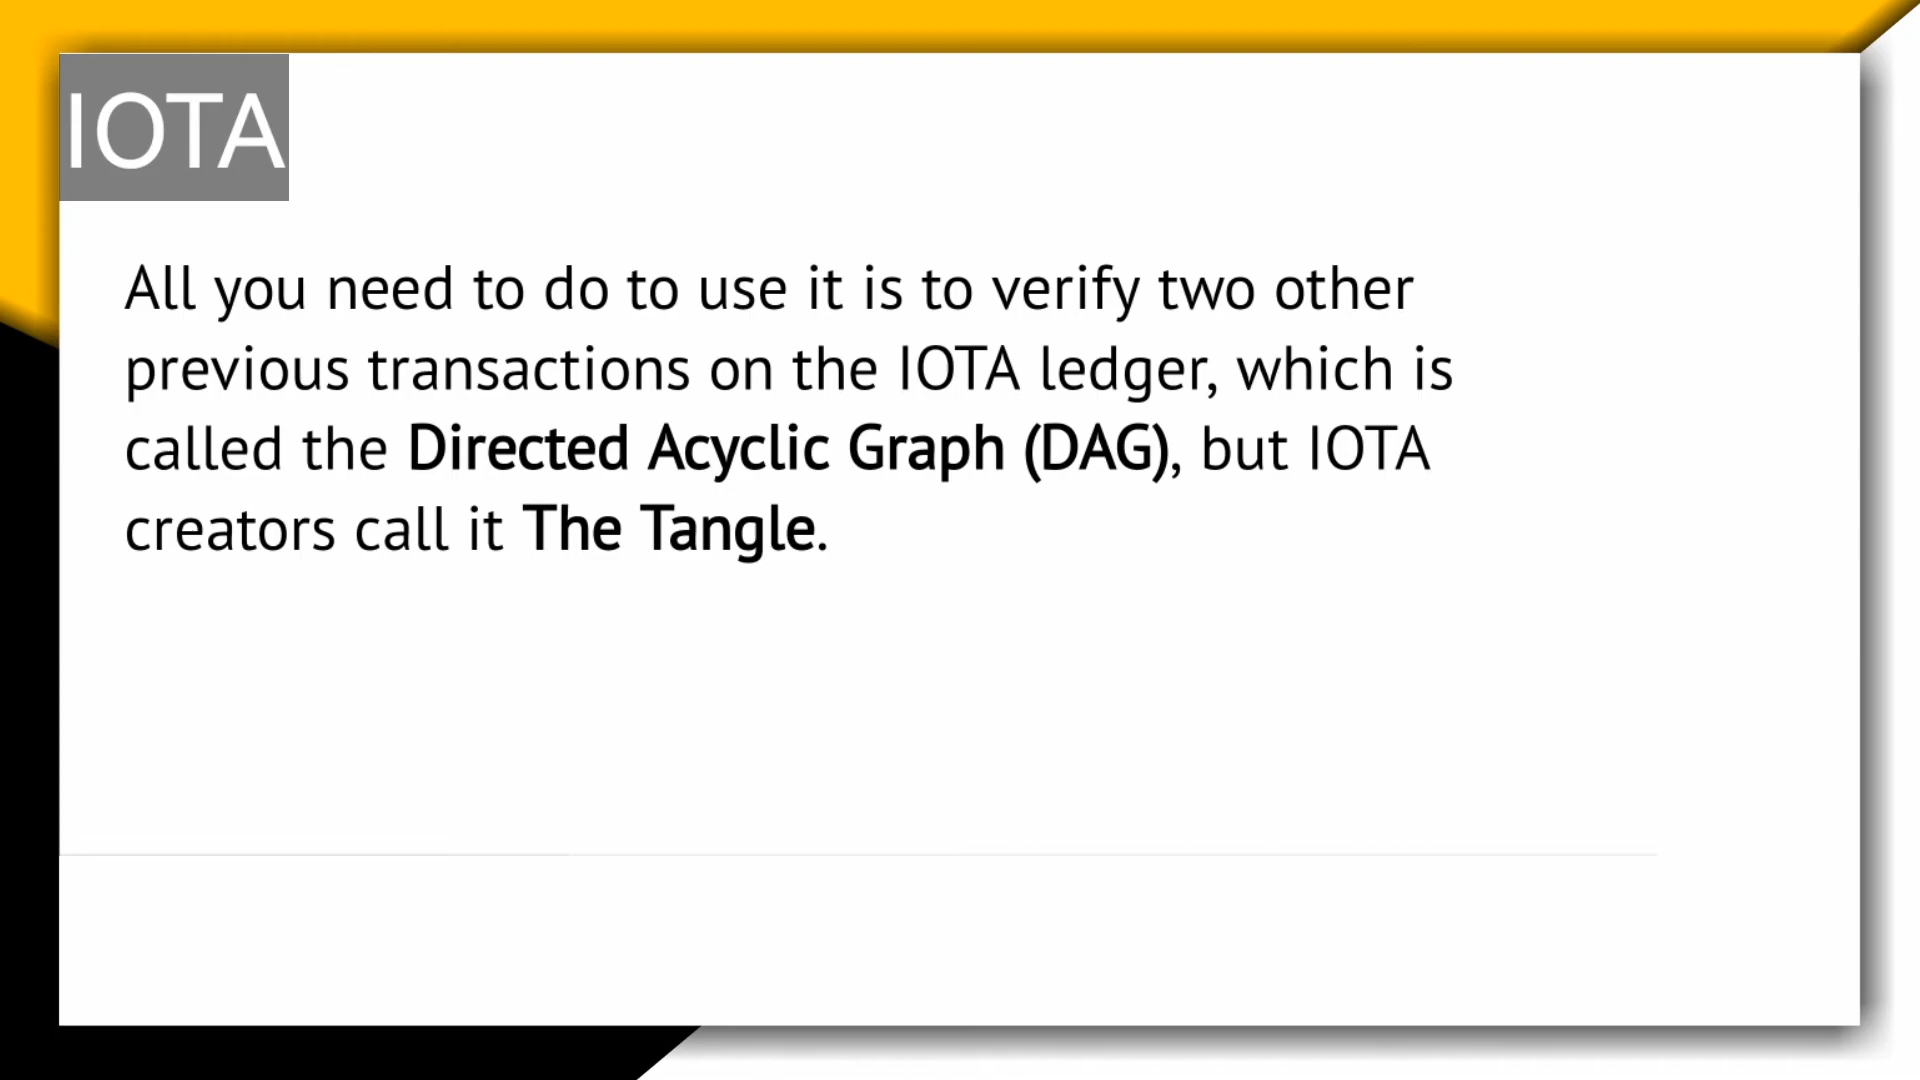 IOTA
All you need to do to use it is to verify two other
previous transactions on the IOTA ledger, which is
called the Directed Acyclic Graph (DAG), but IOTA
creators call it The Tangle.